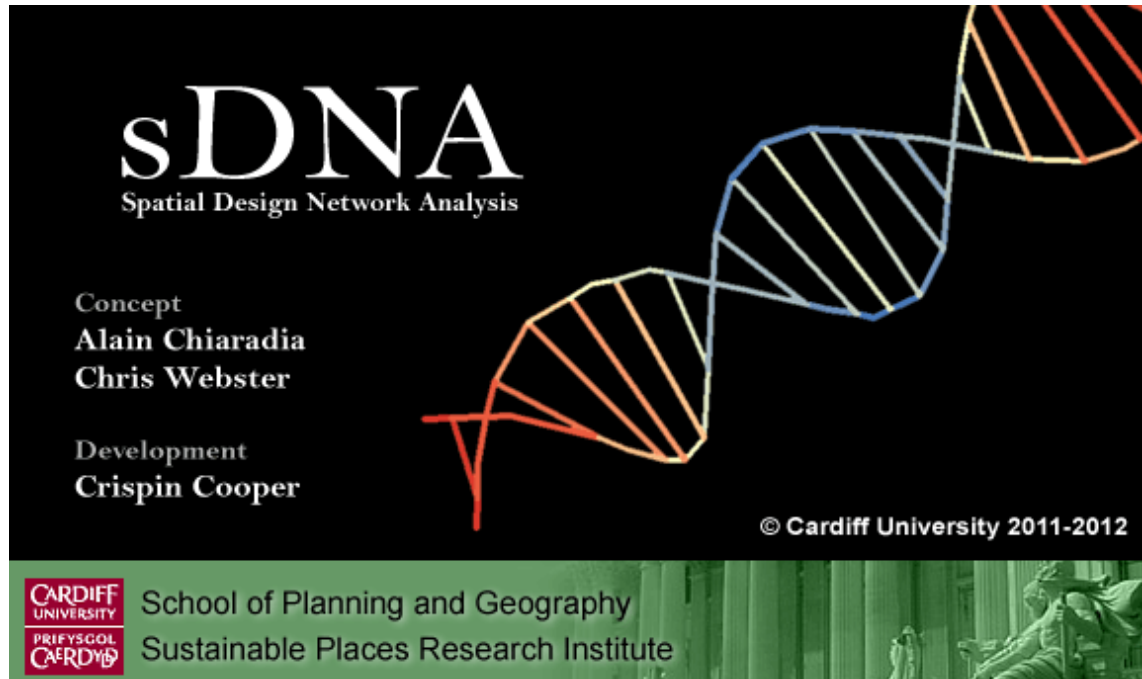 sDNA
Spatial Design Network Analysis
Concept
Alain Chiaradia
Chris Webster
Development
Crispin Cooper
© Cardiff University 2011-2012
CARDIFF
UNIVERSITY
PRIFYSGOL
CAERDYDD
School of Planning and Geography
Sustainable Places Research Institute